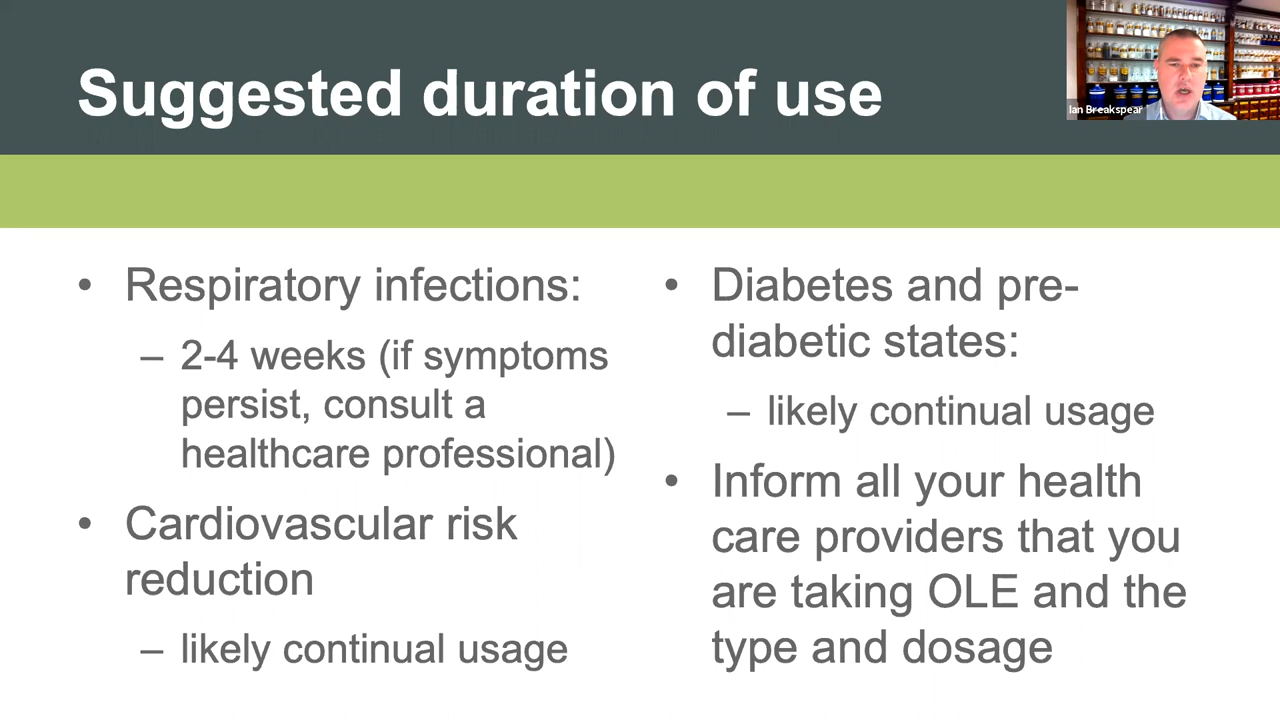 Suggested duration of use
Ian Breakspear
• Respiratory infections:
– 2-4 weeks (if symptoms
persist, consult a
healthcare professional)
• Cardiovascular risk
reduction
– likely continual usage
• Diabetes and pre-
diabetic states:
– likely continual usage
• Inform all your health
care providers that you
are taking OLE and the
type and dosage